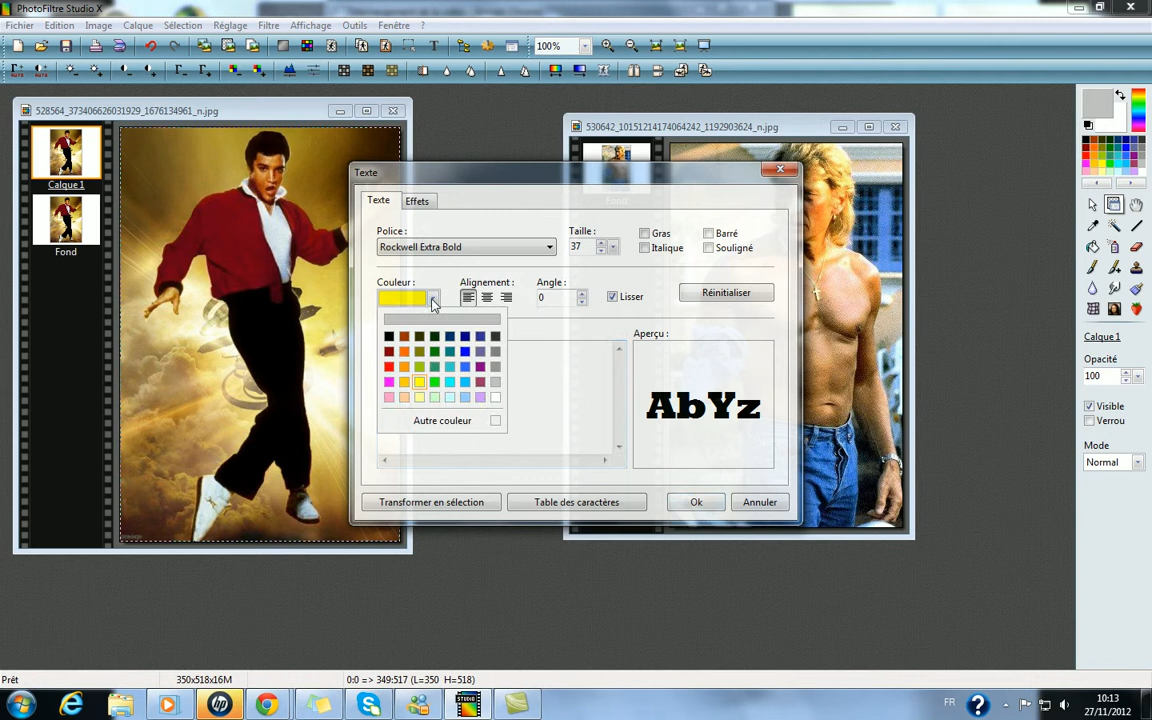 PhotoFiltre Studio X
Fichier Edition Image Calque Sélection Réglage Filtre Affichage Outils Fenêtre ?
100%
528564_373406626031929_1676134961_n.jpg
530642_10151214174064242_1192903624_n.jpg
Calque 1
Fond
Fond
Texte
Texte Effets
Police : Taille :
Rockwell Extra Bold 37
Gras Barré
Italique Souligné
Couleur : Alignement : Angle :
0 Lisser Réinitialiser
Aperçu :
AbYz
Autre couleur
Transformer en sélection Table des caractères Ok Annuler
Calque 1
Opacité
100
Visible
Verrou
Mode
Normal
Prêt 350x518x16M 0:0 => 349:517 (L=350 H=518)
FR ? 10:13
27/11/2012
hp
STUDIO